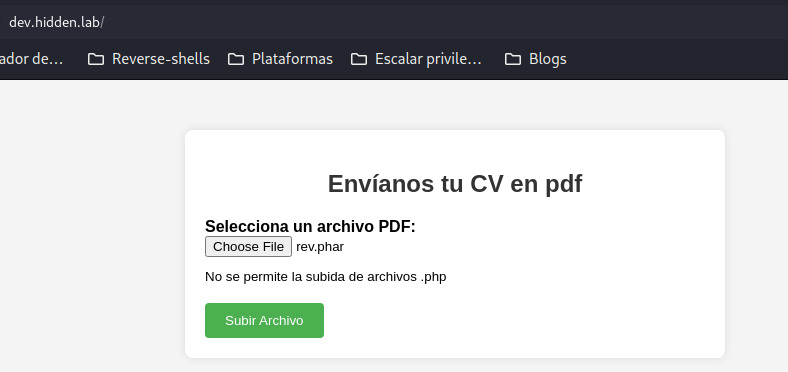 dev.hidden.lab/
ador de… Reverse-shells Plataformas Escalar privile… Blogs
Envíanos tu CV en pdf
Selecciona un archivo PDF:
Choose File rev.phar
No se permite la subida de archivos .php
Subir Archivo